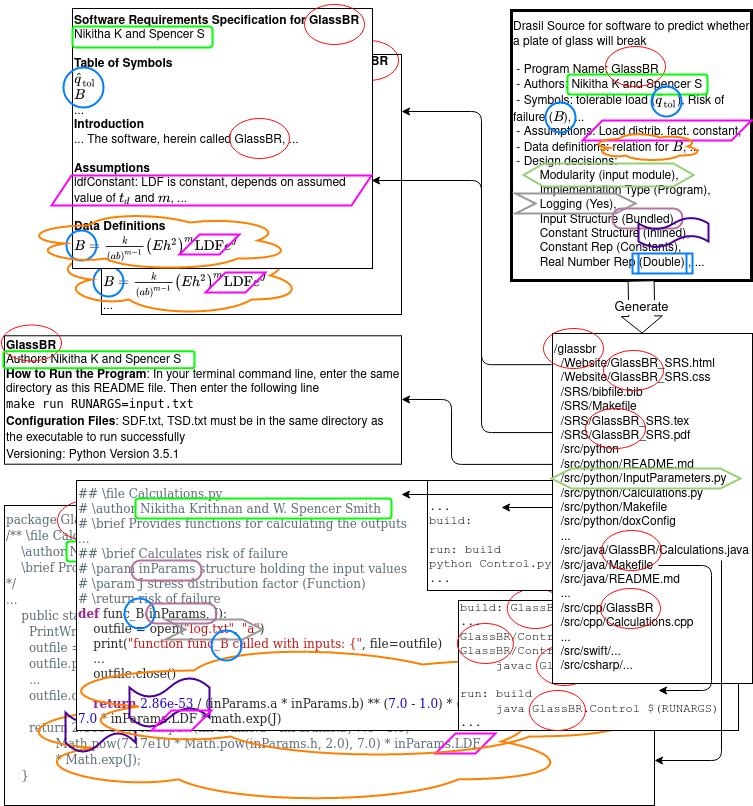 Software Requirements Specification for GlassBR
Nikitha K and Spencer S
Table of Symbols
q̂tol
B
...
Introduction
... The software, herein called GlassBR, ...
Assumptions
ldfConstant: LDF is constant, depends on assumed
value of td and m, ...
Data Definitions
B = k/(ab)^(m−1) (Eh²)^m LDFe^J
BR
B = k/(ab)^(m−1) (Eh²)^m LDFe^J
...
Drasil Source for software to predict whether
a plate of glass will break
- Program Name: GlassBR
- Authors: Nikitha K and Spencer S
- Symbols: tolerable load (q̂tol), Risk of
failure (B), ...
- Assumptions: Load distrib. fact. constant,
- Data definitions: relation for B, ...
- Design decisions:
Modularity (input module),
Implementation Type (Program),
Logging (Yes),
Input Structure (Bundled),
Constant Structure (Inlined),
Constant Rep (Constants),
Real Number Rep (Double), ...
Generate
GlassBR
Authors Nikitha K and Spencer S
How to Run the Program: In your terminal command line, enter the same
directory as this README file. Then enter the following line
make run RUNARGS=input.txt
Configuration Files: SDF.txt, TSD.txt must be in the same directory as
the executable to run successfully
Versioning: Python Version 3.5.1
/glassbr
/Website/GlassBR_SRS.html
/Website/GlassBR_SRS.css
/SRS/bibfile.bib
/SRS/Makefile
/SRS/GlassBR_SRS.tex
/SRS/GlassBR_SRS.pdf
/src/python
/src/python/README.md
/src/python/InputParameters.py
/src/python/Calculations.py
/src/python/Makefile
/src/python/doxConfig
...
/src/java/GlassBR/Calculations.java
/src/java/Makefile
/src/java/README.md
...
/src/cpp/GlassBR
/src/cpp/Calculations.cpp
...
/src/swift/...
/src/csharp/...
## \file Calculations.py
# \author Nikitha Krithnan and W. Spencer Smith
# \brief Provides functions for calculating the outputs
...
## \brief Calculates risk of failure
# \param inParams structure holding the input values
# \param J stress distribution factor (Function)
# \return risk of failure
def func_B(inParams, J):
outfile = open("log.txt", "a")
print("function func_B called with inputs: {", file=outfile)
...
outfile.close()
return 2.86e-53 / (inParams.a * inParams.b) ** (7.0 - 1.0) * (
7.0 * inParams.LDF * math.exp(J)
...
build:
run: build
python Control.py
...
build: GlassB
...
GlassBR/Contr
GlassBR/Contr
javac Gl
run: build
java GlassBR.Control $(RUNARGS)
...
package Gla
/** \file Calc
\author N
\brief Pro
*/
...
public sta
PrintWr
outfile =
outfile.p
...
outfile.c
return 2
Math.pow(7.17e10 * Math.pow(inParams.h, 2.0), 7.0) * inParams.LDF
* Math.exp(J);
}